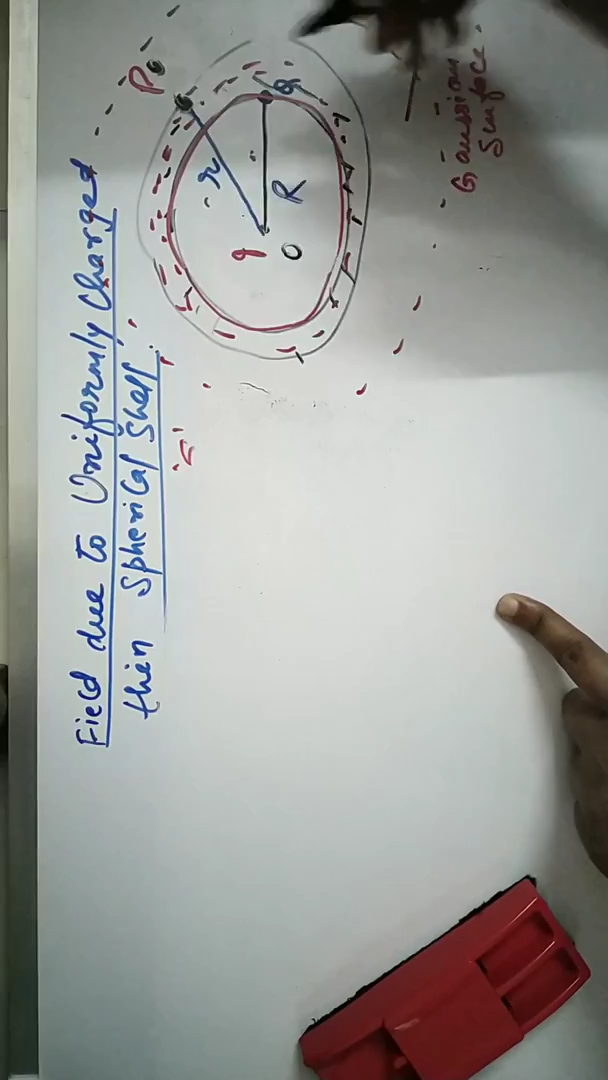 Field due to Uniformly Charged
thin Spherical Shell
P
r
R
q
O
Gaussian
Surface